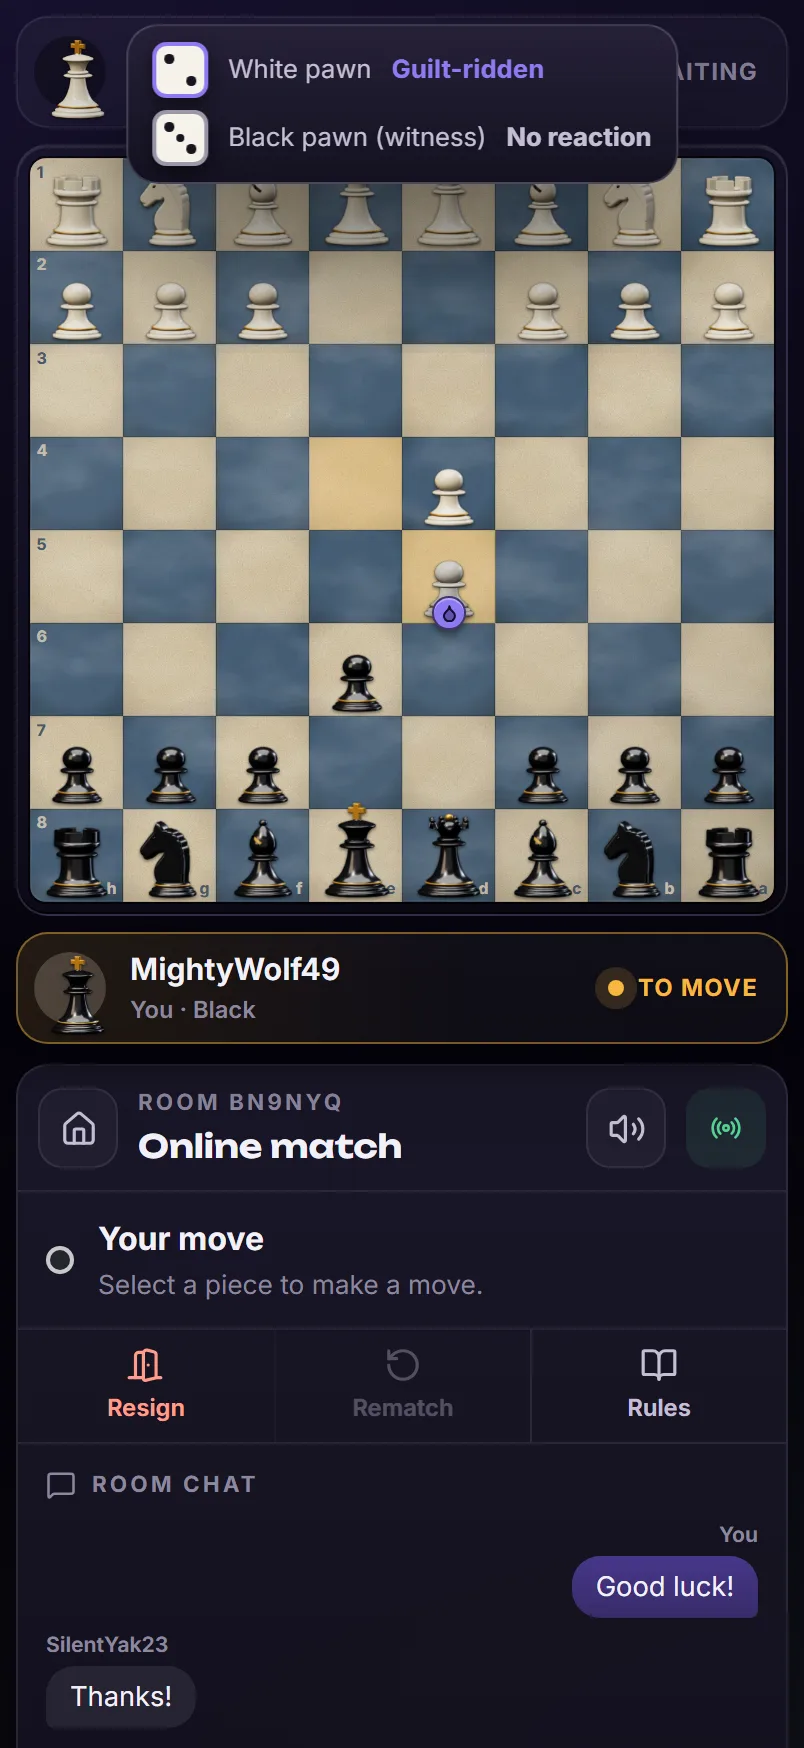 White pawn Guilt-ridden
Black pawn (witness) No reaction
1
2
3
4
5
6
7
8
h g f e d c b a
MightyWolf49
You · Black
TO MOVE
ROOM BN9NYQ
Online match
Your move
Select a piece to make a move.
Resign
Rematch
Rules
ROOM CHAT
You
Good luck!
SilentYak23
Thanks!